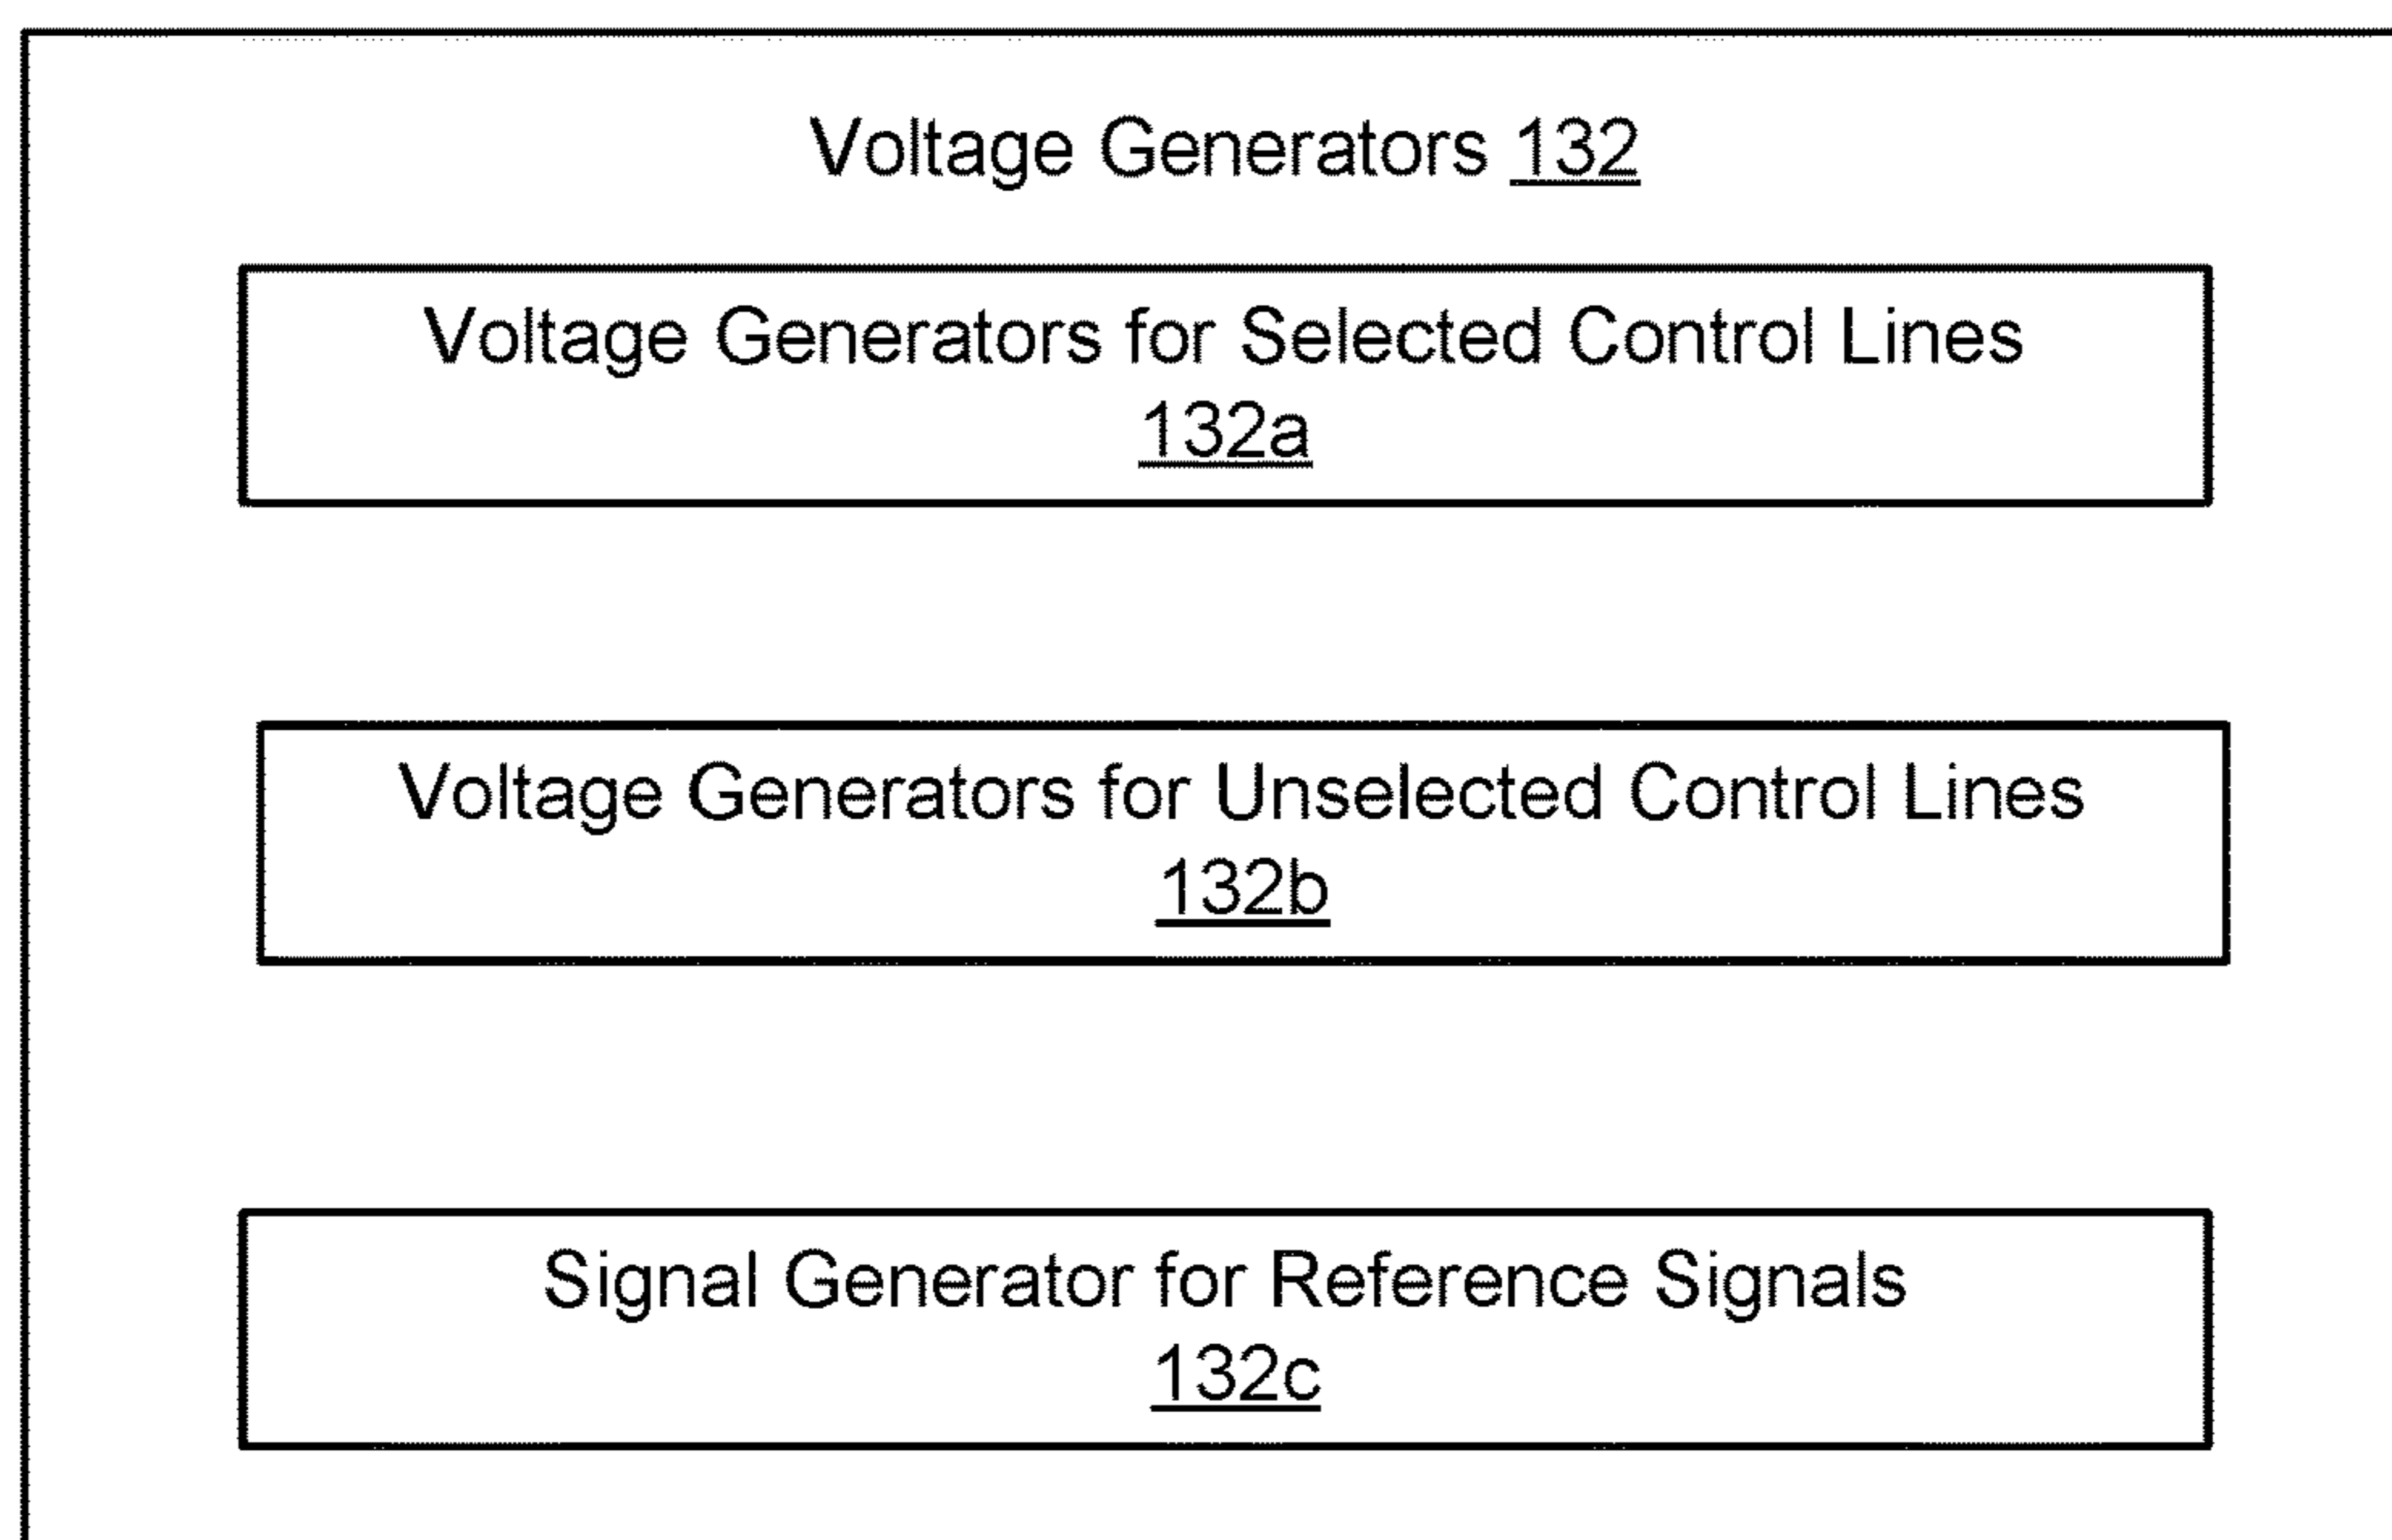 Voltage Generators 132
Voltage Generators for Selected Control Lines
132a
Voltage Generators for Unselected Control Lines
132b
Signal Generator for Reference Signals
132c